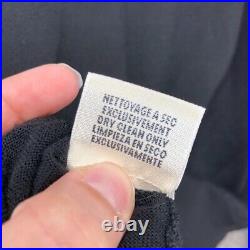 NETTOYAGE A SEC
EXCLUSIVEMENT
DRY CLEAN ONLY
LIMPIEZA EN SECO
EXCLUSIVAMENTE